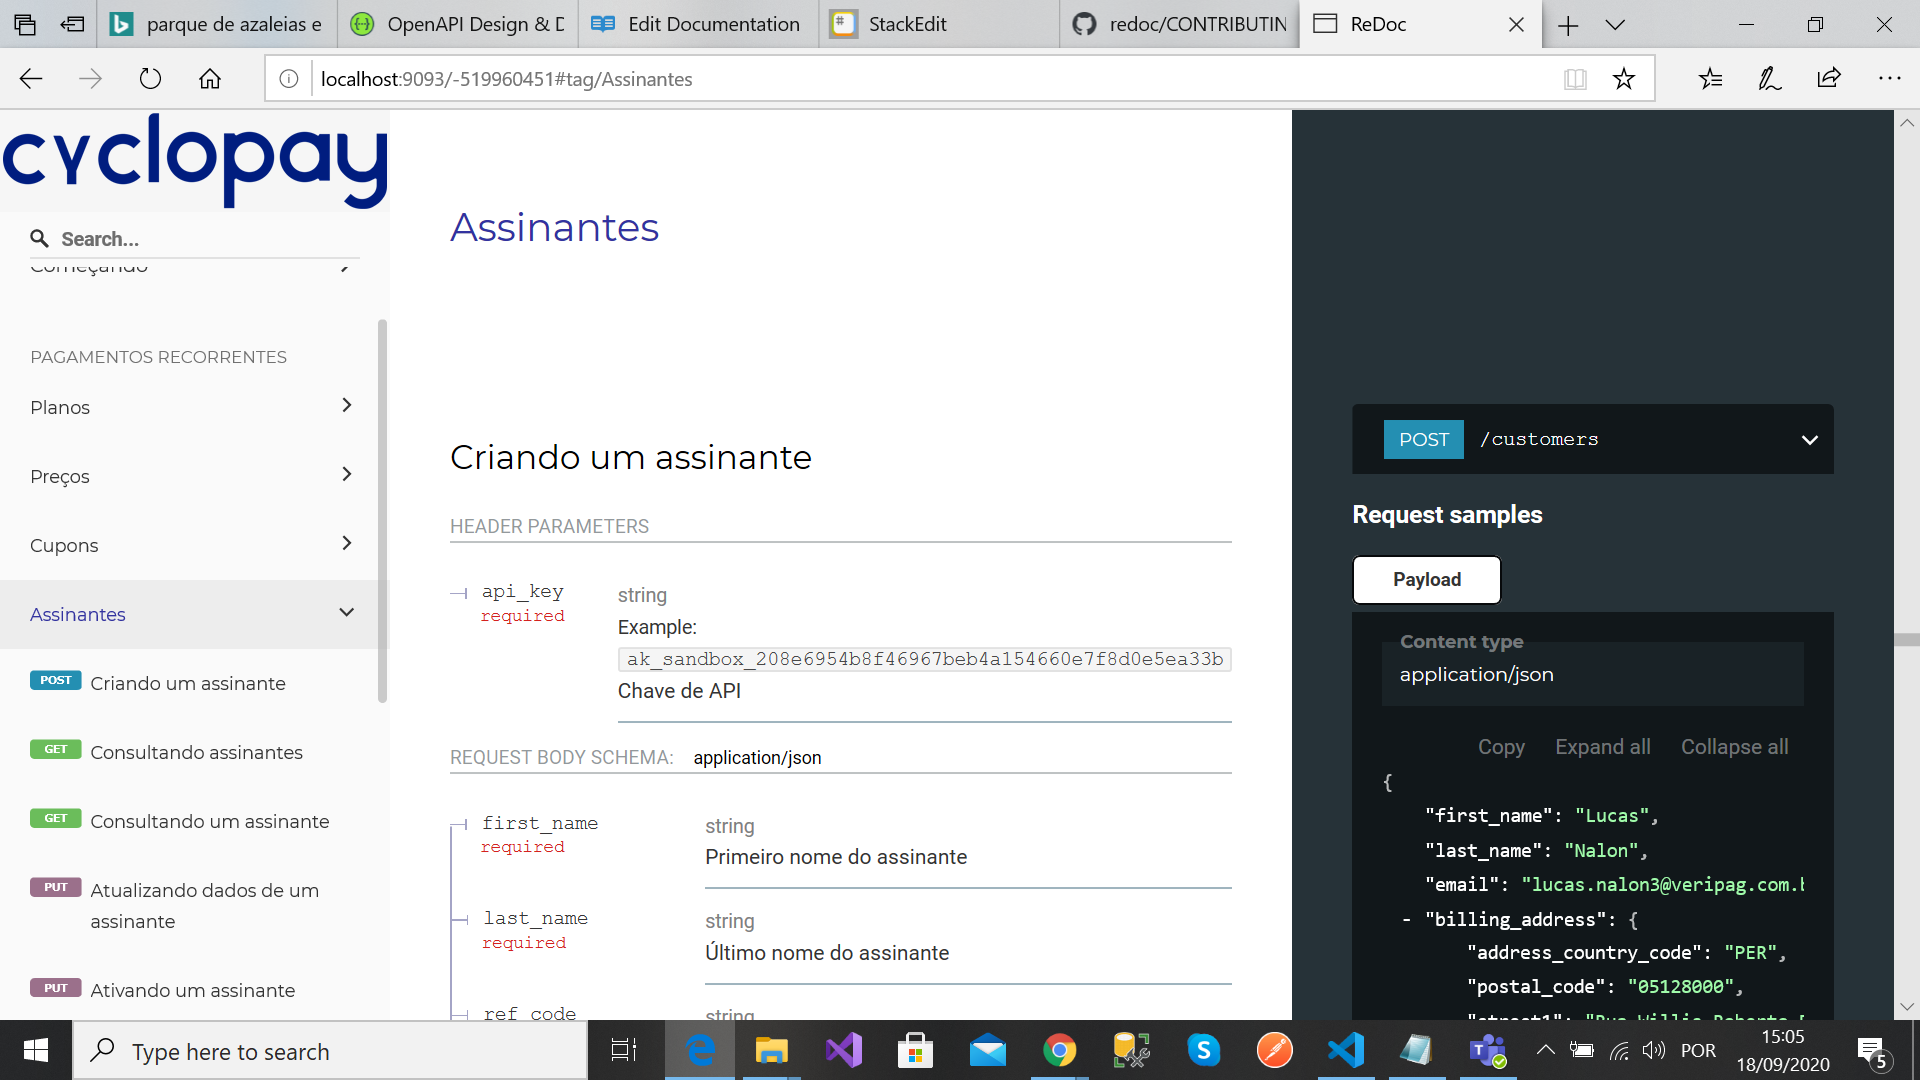 parque de azaleias e
OpenAPI Design & D
Edit Documentation
StackEdit
redoc/CONTRIBUTIN
ReDoc
localhost:9093/-519960451#tag/Assinantes
cyclopay
Search...
Começando
PAGAMENTOS RECORRENTES
Planos
Preços
Cupons
Assinantes
POST Criando um assinante
GET Consultando assinantes
GET Consultando um assinante
PUT Atualizando dados de um
assinante
PUT Ativando um assinante
Assinantes
Criando um assinante
HEADER PARAMETERS
api_key
required
string
Example:
ak_sandbox_208e6954b8f46967beb4a154660e7f8d0e5ea33b
Chave de API
REQUEST BODY SCHEMA: application/json
first_name
required
string
Primeiro nome do assinante
last_name
required
string
Último nome do assinante
ref_code
string
POST /customers
Request samples
Payload
Content type
application/json
Copy Expand all Collapse all
{
"first_name": "Lucas",
"last_name": "Nalon",
"email": "lucas.nalon3@veripag.com.b
- "billing_address": {
"address_country_code": "PER",
"postal_code": "05128000",
"street1": "Rua Willis Roberto
Type here to search
POR
15:05
18/09/2020
5